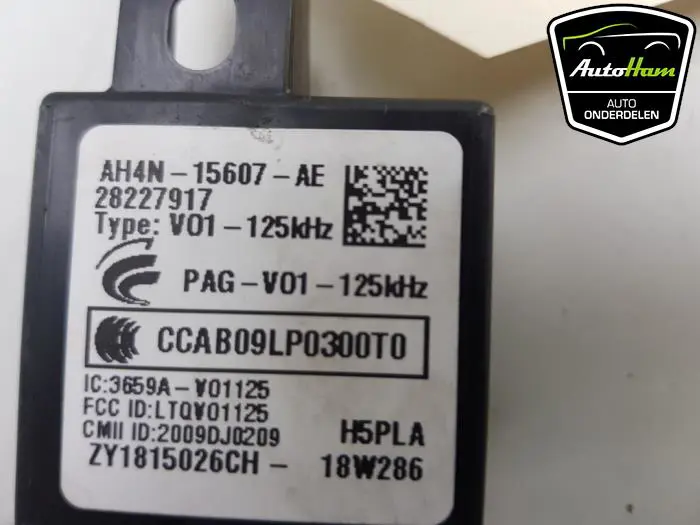 AutoHam
AUTO
ONDERDELEN
AH4N-15607-AE
28227917
Type: V01-125kHz
PAG-V01-125kHz
CCAB09LP0300T0
IC:3659A-V01125
FCC ID:LTQV01125
CMII ID:2009DJ0209
H5PLA
ZY1815026CH- 18W286